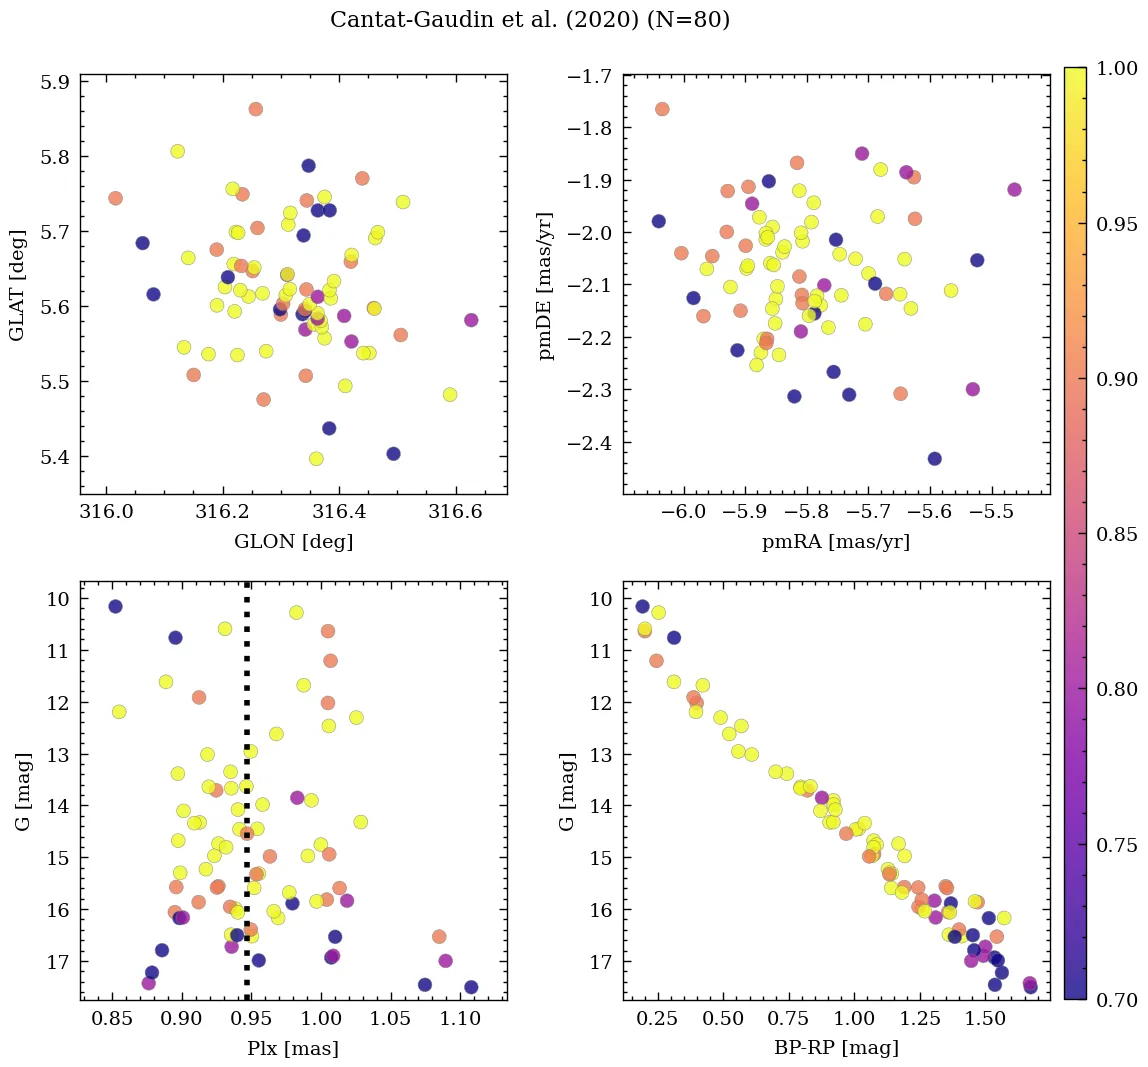 Cantat-Gaudin et al. (2020) (N=80)
5.9
5.8
5.7
5.6
5.5
5.4
GLAT [deg]
316.0 316.2 316.4 316.6
GLON [deg]
−1.7
−1.8
−1.9
−2.0
−2.1
−2.2
−2.3
−2.4
pmDE [mas/yr]
−6.0 −5.9 −5.8 −5.7 −5.6 −5.5
pmRA [mas/yr]
10
11
12
13
14
15
16
17
G [mag]
0.85 0.90 0.95 1.00 1.05 1.10
Plx [mas]
10
11
12
13
14
15
16
17
G [mag]
0.25 0.50 0.75 1.00 1.25 1.50
BP-RP [mag]
1.00
0.95
0.90
0.85
0.80
0.75
0.70